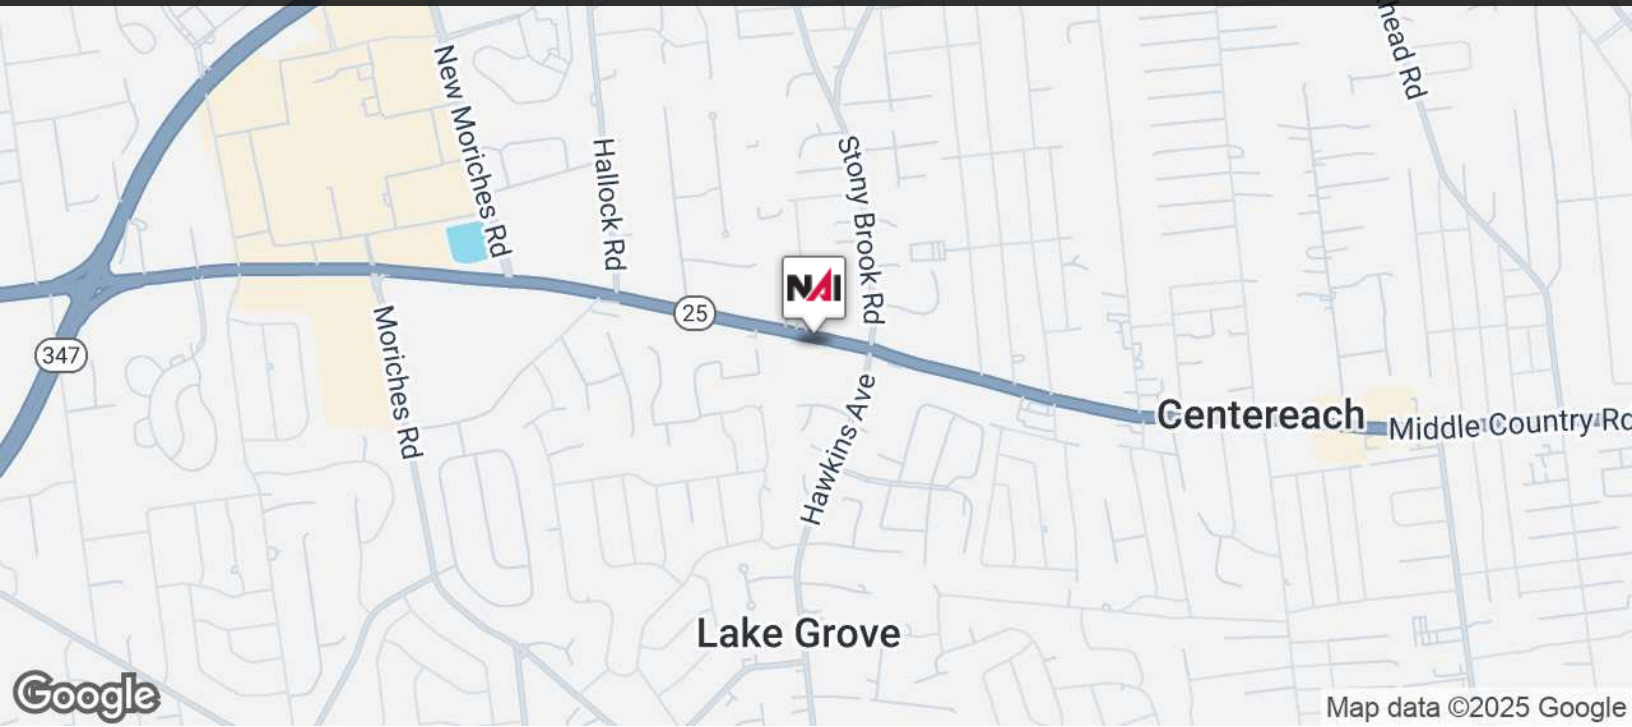 head Rd
New Moriches Rd
Hallock Rd
Stony Brook Rd
NAI
25
347
Moriches Rd
Hawkins Ave
Centereach
Middle Country Rd
Lake Grove
Google
Map data ©2025 Google